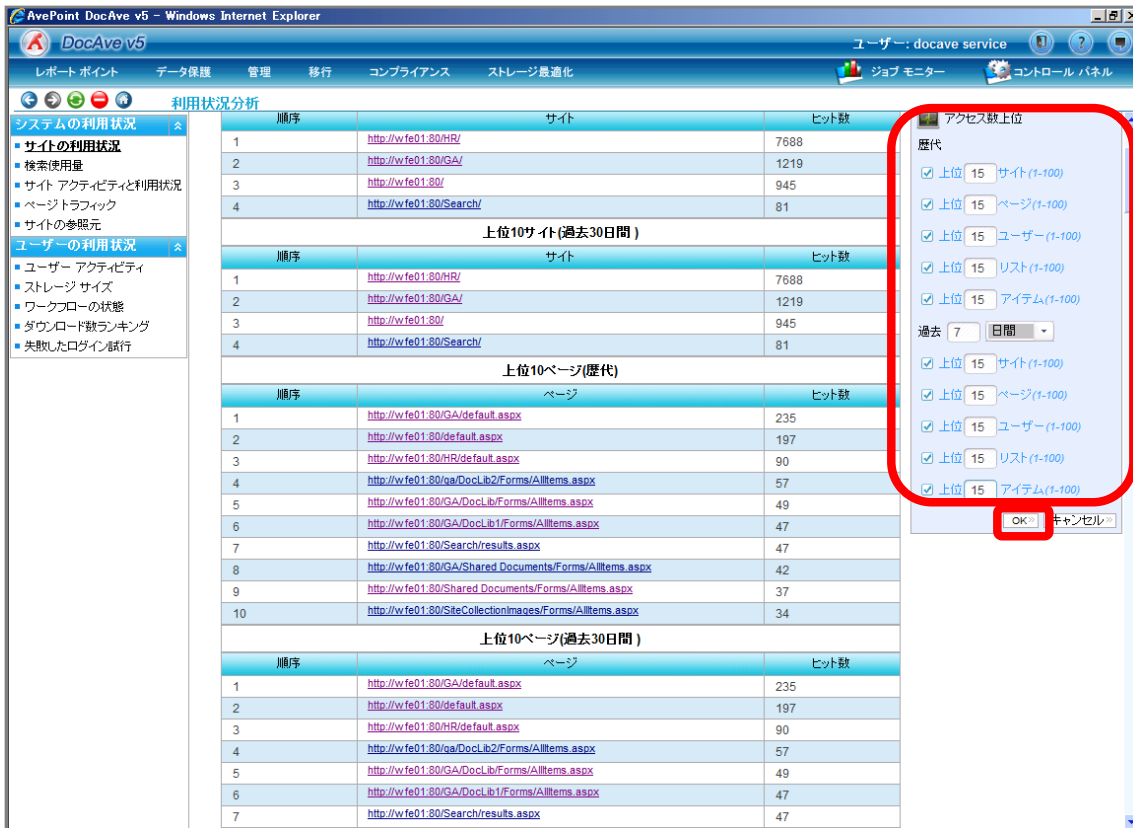 AvePoint DocAve v5 - Windows Internet Explorer
DocAve v5
ユーザー: docave service
レポート ポイント データ保護 管理 移行 コンプライアンス ストレージ最適化 ジョブ モニター コントロール パネル
利用状況分析
システムの利用状況
サイトの利用状況
検索使用量
サイト アクティビティと利用状況
ページトラフィック
サイトの参照元
ユーザーの利用状況
ユーザー アクティビティ
ストレージ サイズ
ワークフローの状態
ダウンロード数ランキング
失敗したログイン試行
順序 サイト ヒット数
1 http://wfe01:80/HR/ 7688
2 http://wfe01:80/GA/ 1219
3 http://wfe01:80/ 945
4 http://wfe01:80/Search/ 81
上位10サイト(過去30日間 )
順序 サイト ヒット数
1 http://wfe01:80/HR/ 7688
2 http://wfe01:80/GA/ 1219
3 http://wfe01:80/ 945
4 http://wfe01:80/Search/ 81
上位10ページ(歴代)
順序 ページ ヒット数
1 http://wfe01:80/GA/default.aspx 235
2 http://wfe01:80/default.aspx 197
3 http://wfe01:80/HR/default.aspx 90
4 http://wfe01:80/ga/DocLib2/Forms/AllItems.aspx 57
5 http://wfe01:80/GA/DocLib/Forms/AllItems.aspx 49
6 http://wfe01:80/GA/DocLib1/Forms/AllItems.aspx 47
7 http://wfe01:80/Search/results.aspx 47
8 http://wfe01:80/GA/Shared Documents/Forms/AllItems.aspx 42
9 http://wfe01:80/Shared Documents/Forms/AllItems.aspx 37
10 http://wfe01:80/SiteCollectionImages/Forms/AllItems.aspx 34
上位10ページ(過去30日間 )
順序 ページ ヒット数
1 http://wfe01:80/GA/default.aspx 235
2 http://wfe01:80/default.aspx 197
3 http://wfe01:80/HR/default.aspx 90
4 http://wfe01:80/ga/DocLib2/Forms/AllItems.aspx 57
5 http://wfe01:80/GA/DocLib/Forms/AllItems.aspx 49
6 http://wfe01:80/GA/DocLib1/Forms/AllItems.aspx 47
7 http://wfe01:80/Search/results.aspx 47
アクセス数上位
歴代
上位 15 サイト(1-100)
上位 15 ページ(1-100)
上位 15 ユーザー(1-100)
上位 15 リスト(1-100)
上位 15 アイテム(1-100)
過去 7 日間
上位 15 サイト(1-100)
上位 15 ページ(1-100)
上位 15 ユーザー(1-100)
上位 15 リスト(1-100)
上位 15 アイテム(1-100)
OK» キャンセル»